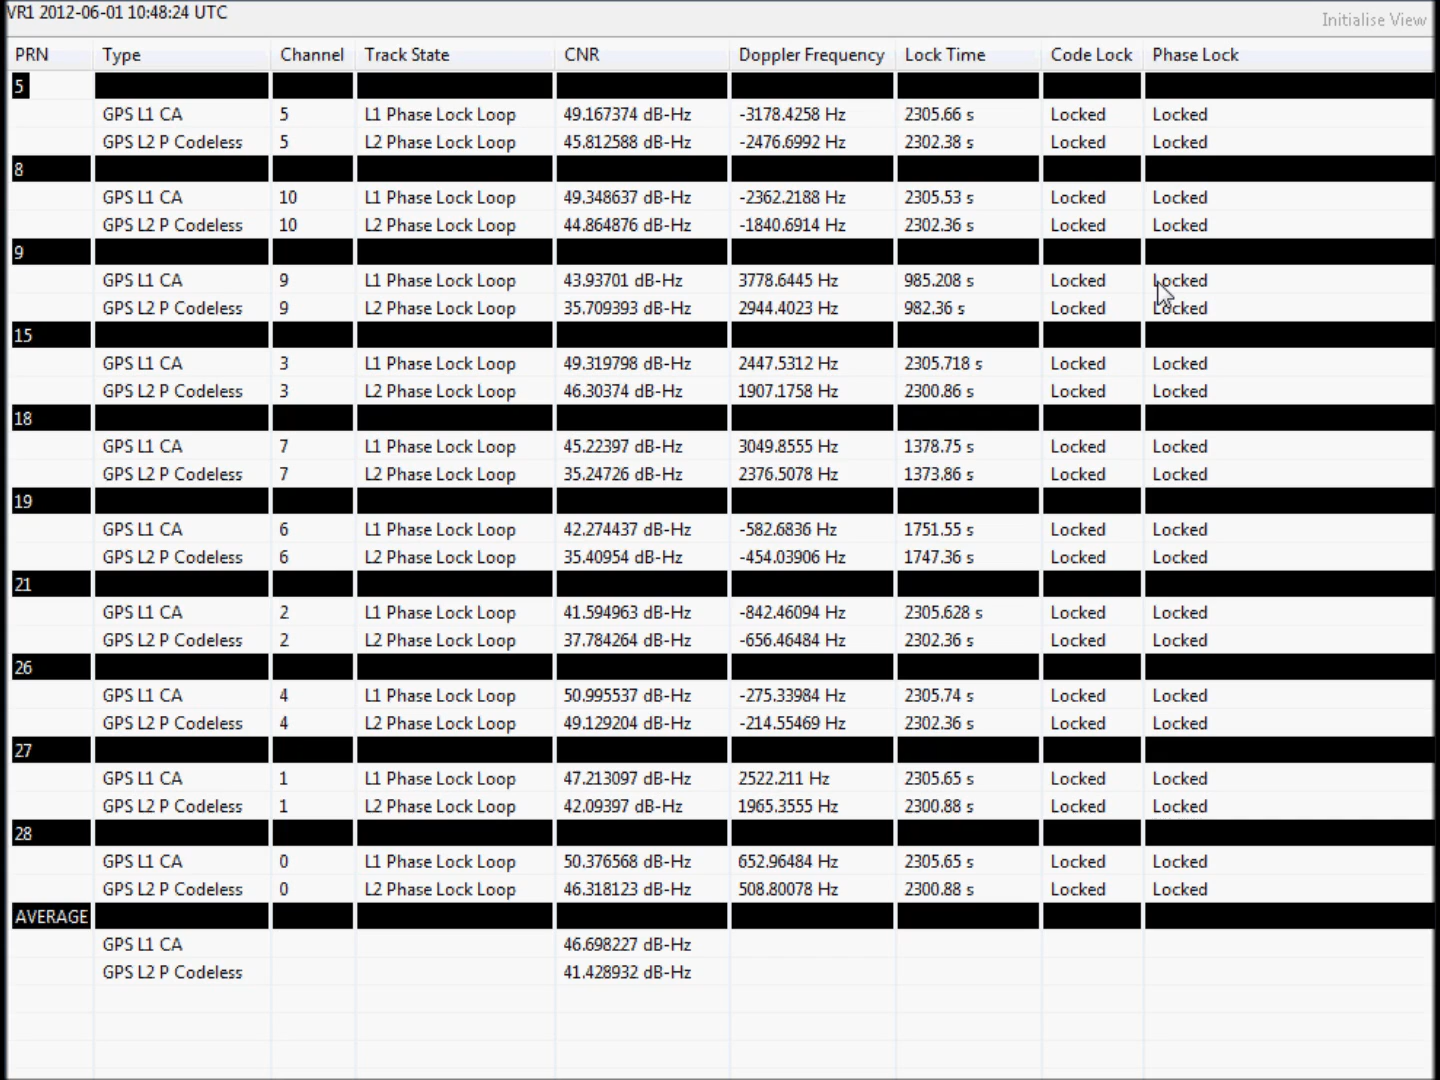 VR1 2012-06-01 10:48:24 UTC
Initialise View
PRN Type Channel Track State CNR Doppler Frequency Lock Time Code Lock Phase Lock
5
GPS L1 CA 5 L1 Phase Lock Loop 49.167374 dB-Hz -3178.4258 Hz 2305.66 s Locked Locked
GPS L2 P Codeless 5 L2 Phase Lock Loop 45.812588 dB-Hz -2476.6992 Hz 2302.38 s Locked Locked
8
GPS L1 CA 10 L1 Phase Lock Loop 49.348637 dB-Hz -2362.2188 Hz 2305.53 s Locked Locked
GPS L2 P Codeless 10 L2 Phase Lock Loop 44.864876 dB-Hz -1840.6914 Hz 2302.36 s Locked Locked
9
GPS L1 CA 9 L1 Phase Lock Loop 43.93701 dB-Hz 3778.6445 Hz 985.208 s Locked Locked
GPS L2 P Codeless 9 L2 Phase Lock Loop 35.709393 dB-Hz 2944.4023 Hz 982.36 s Locked Locked
15
GPS L1 CA 3 L1 Phase Lock Loop 49.319798 dB-Hz 2447.5312 Hz 2305.718 s Locked Locked
GPS L2 P Codeless 3 L2 Phase Lock Loop 46.30374 dB-Hz 1907.1758 Hz 2300.86 s Locked Locked
18
GPS L1 CA 7 L1 Phase Lock Loop 45.22397 dB-Hz 3049.8555 Hz 1378.75 s Locked Locked
GPS L2 P Codeless 7 L2 Phase Lock Loop 35.24726 dB-Hz 2376.5078 Hz 1373.86 s Locked Locked
19
GPS L1 CA 6 L1 Phase Lock Loop 42.274437 dB-Hz -582.6836 Hz 1751.55 s Locked Locked
GPS L2 P Codeless 6 L2 Phase Lock Loop 35.40954 dB-Hz -454.03906 Hz 1747.36 s Locked Locked
21
GPS L1 CA 2 L1 Phase Lock Loop 41.594963 dB-Hz -842.46094 Hz 2305.628 s Locked Locked
GPS L2 P Codeless 2 L2 Phase Lock Loop 37.784264 dB-Hz -656.46484 Hz 2302.36 s Locked Locked
26
GPS L1 CA 4 L1 Phase Lock Loop 50.995537 dB-Hz -275.33984 Hz 2305.74 s Locked Locked
GPS L2 P Codeless 4 L2 Phase Lock Loop 49.129204 dB-Hz -214.55469 Hz 2302.36 s Locked Locked
27
GPS L1 CA 1 L1 Phase Lock Loop 47.213097 dB-Hz 2522.211 Hz 2305.65 s Locked Locked
GPS L2 P Codeless 1 L2 Phase Lock Loop 42.09397 dB-Hz 1965.3555 Hz 2300.88 s Locked Locked
28
GPS L1 CA 0 L1 Phase Lock Loop 50.376568 dB-Hz 652.96484 Hz 2305.65 s Locked Locked
GPS L2 P Codeless 0 L2 Phase Lock Loop 46.318123 dB-Hz 508.80078 Hz 2300.88 s Locked Locked
AVERAGE
GPS L1 CA 46.698227 dB-Hz
GPS L2 P Codeless 41.428932 dB-Hz